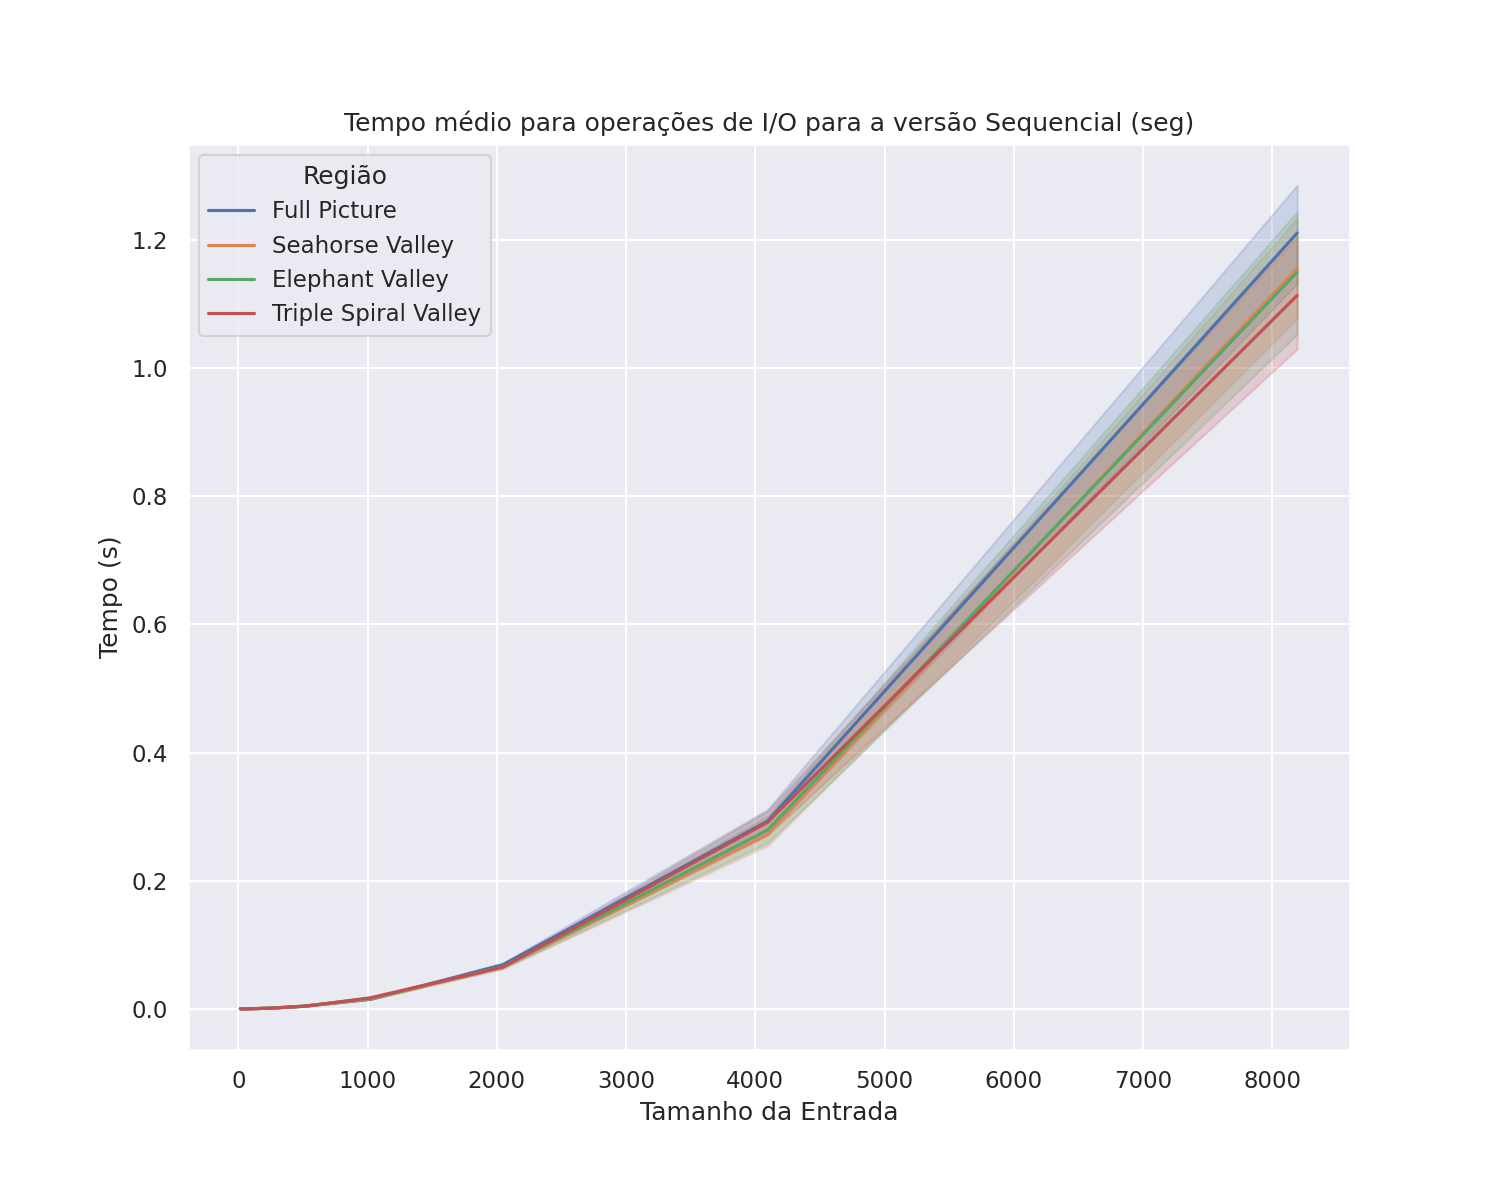 Tempo médio para operações de I/O para a versão Sequencial (seg)
Região
Full Picture
Seahorse Valley
Elephant Valley
Triple Spiral Valley
Tempo (s)
1.2
1.0
0.8
0.6
0.4
0.2
0.0
0 1000 2000 3000 4000 5000 6000 7000 8000
Tamanho da Entrada